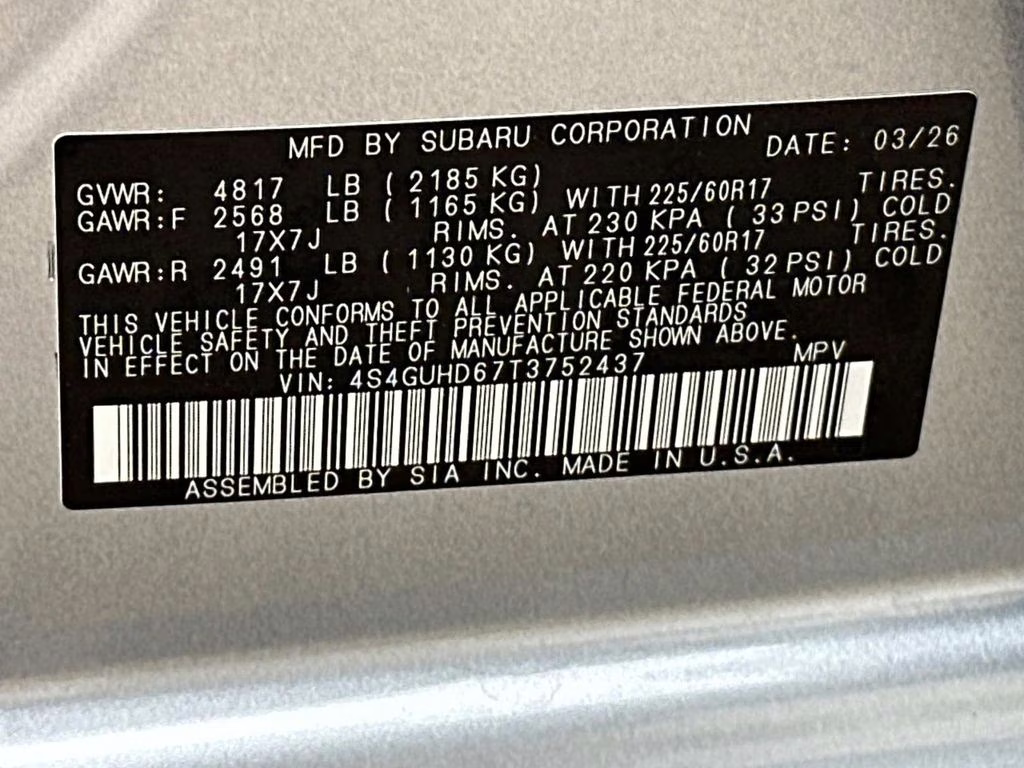 MFD BY SUBARU CORPORATION DATE: 03/26
GVWR: 4817 LB ( 2185 KG)
GAWR:F 2568 LB ( 1165 KG) WITH 225/60R17 TIRES.
17X7J RIMS. AT 230 KPA ( 33 PSI) COLD
GAWR:R 2491 LB ( 1130 KG) WITH 225/60R17 TIRES.
17X7J RIMS. AT 220 KPA ( 32 PSI) COLD
THIS VEHICLE CONFORMS TO ALL APPLICABLE FEDERAL MOTOR
VEHICLE SAFETY AND THEFT PREVENTION STANDARDS
IN EFFECT ON THE DATE OF MANUFACTURE SHOWN ABOVE.
VIN: 4S4GUHD67T3752437 MPV
ASSEMBLED BY SIA INC. MADE IN U.S.A.